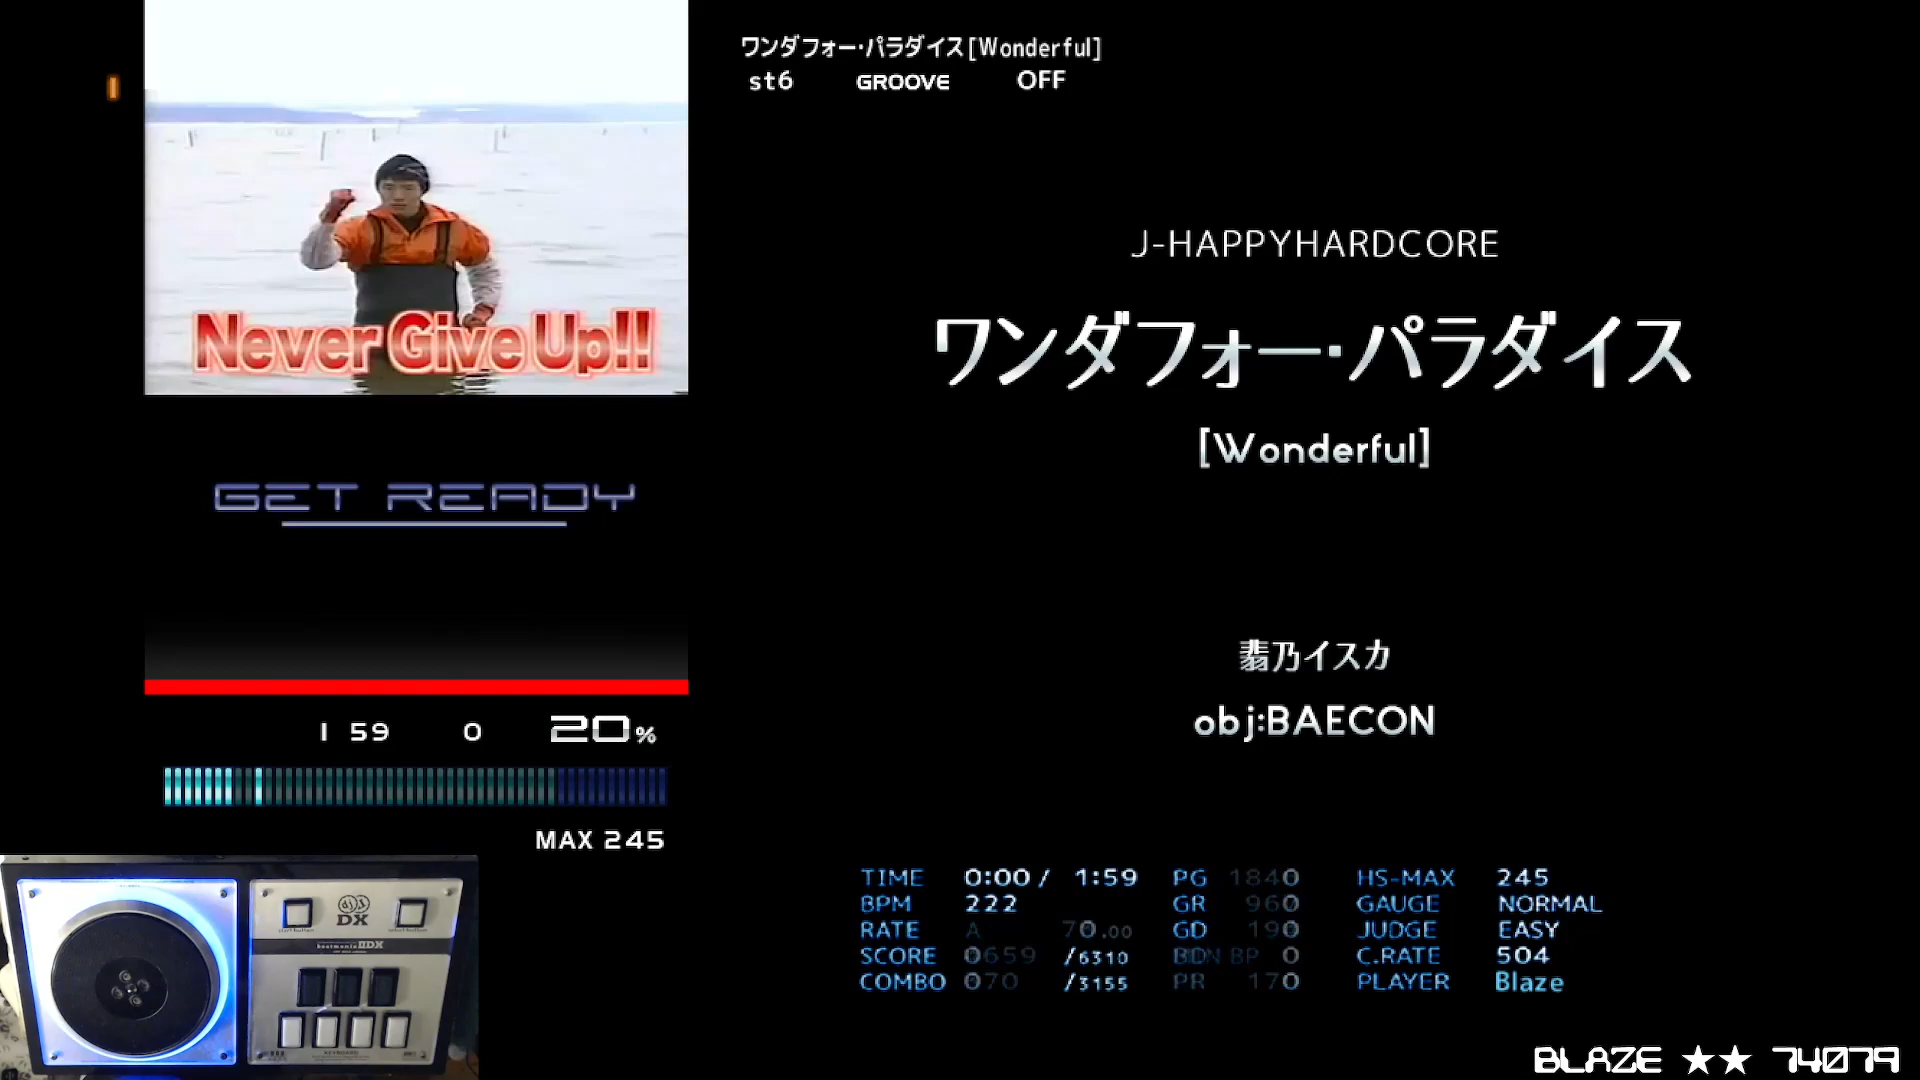 ワンダフォー・パラダイス[Wonderful]
st6 GROOVE OFF
Never Give Up!!
J-HAPPYHARDCORE
ワンダフォー・パラダイス
[Wonderful]
GET READY
翡乃イスカ
obj:BAECON
1 59 0 20%
MAX 245
TIME 0:00 / 1:59 PG 1840 HS-MAX 245
BPM 222 GR 960 GAUGE NORMAL
RATE A 70.00 GD 190 JUDGE EASY
SCORE 0659 /6310 BP 0 C.RATE 504
COMBO 070 /3155 PR 170 PLAYER Blaze
DX
beatmania IIDX
BLAZE ★★ 74079